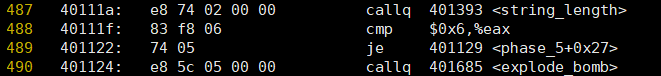 487 40111a: e8 74 02 00 00 callq 401393 <string_length>
488 40111f: 83 f8 06 cmp $0x6,%eax
489 401122: 74 05 je 401129 <phase_5+0x27>
490 401124: e8 5c 05 00 00 callq 401685 <explode_bomb>